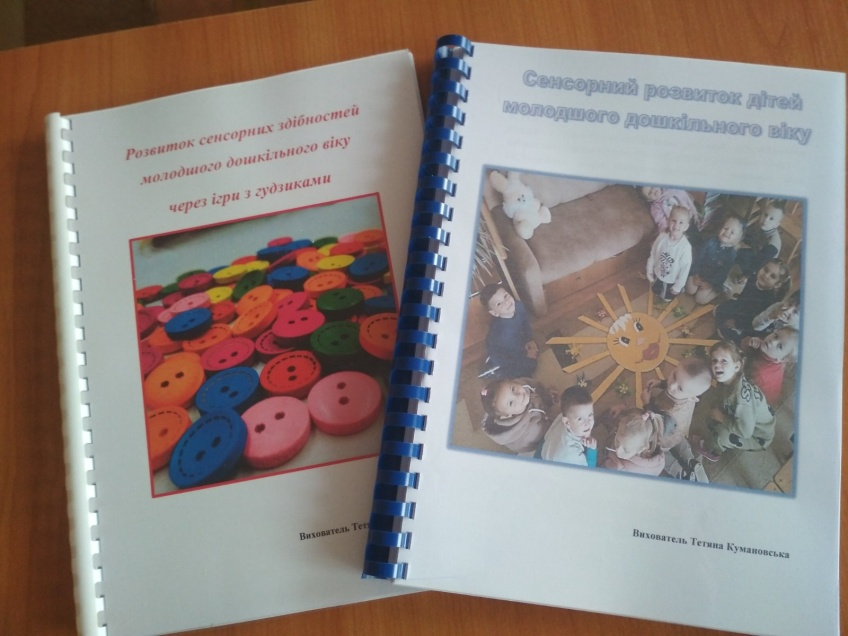 Розвиток сенсорних здібностей
молодшого дошкільного віку
через ігри з гудзиками
Вихователь
Сенсорний розвиток дітей
молодшого дошкільного віку
Вихователь Тетяна Кумановська